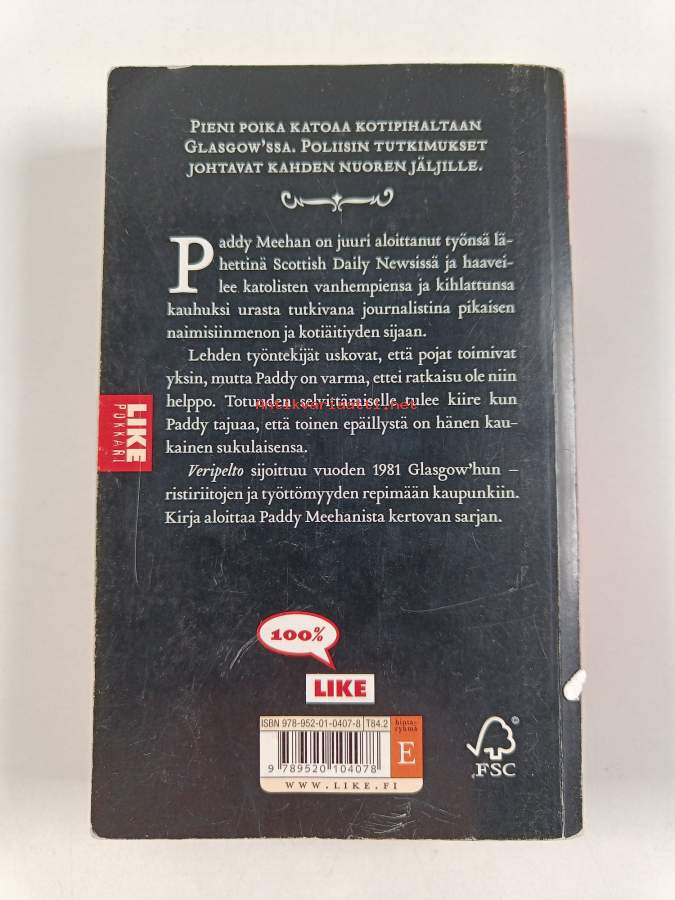 PIENI POIKA KATOAA KOTIPIHALTAAN
GLASGOW'SSA. POLIISIN TUTKIMUKSET
JOHTAVAT KAHDEN NUOREN JÄLJILLE.
Paddy Meehan on juuri aloittanut työnsä lä-
hettinä Scottish Daily Newsissä ja haavei-
lee katolisten vanhempiensa ja kihlattunsa
kauhuksi urasta tutkivana journalistina pikaisen
naimisiinmenon ja kotiäitiyden sijaan.
Lehden työntekijät uskovat, että pojat toimivat
yksin, mutta Paddy on varma, ettei ratkaisu ole niin
helppo. Totuuden selvittämiselle tulee kiire kun
Antikvariaatti.net
Paddy tajuaa, että toinen epäillystä on hänen kau-
kainen sukulaisensa.
Veripelto sijoittuu vuoden 1981 Glasgow'hun –
ristiriitojen ja työttömyyden repimään kaupunkiin.
Kirja aloittaa Paddy Meehanista kertovan sarjan.
LIKE
POKKARI
100%
LIKE
ISBN 978-952-01-0407-8 T84.2
hinta-
ryhmä
E
9 789520 104078
WWW.LIKE.FI
©
FSC